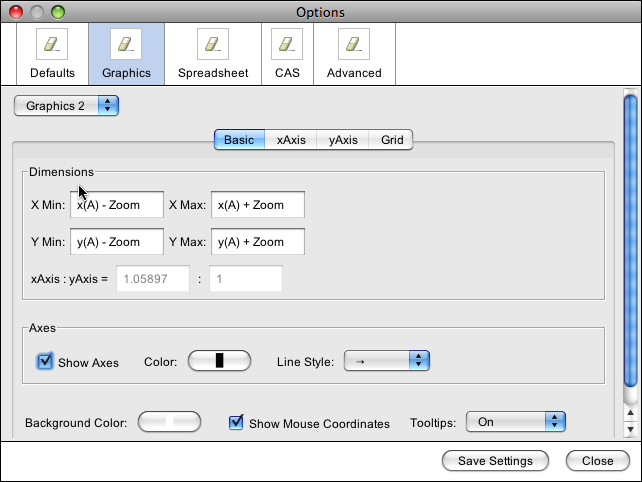 Options
Defaults Graphics Spreadsheet CAS Advanced
Graphics 2
Basic xAxis yAxis Grid
Dimensions
X Min: x(A) - Zoom X Max: x(A) + Zoom
Y Min: y(A) - Zoom Y Max: y(A) + Zoom
xAxis : yAxis = 1.05897 : 1
Axes
Show Axes Color: Line Style: →
Background Color: Show Mouse Coordinates Tooltips: On
Save Settings Close